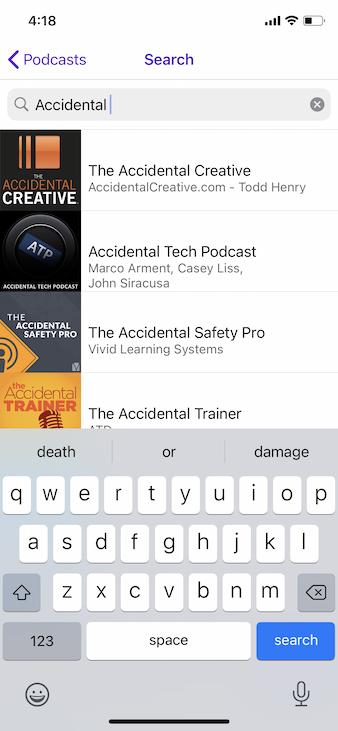 4:18
Podcasts
Search
Accidental
THE
ACCIDENTAL
CREATIVE
The Accidental Creative
AccidentalCreative.com - Todd Henry
ATP
ACCIDENTAL TECH PODCAST
Accidental Tech Podcast
Marco Arment, Casey Liss,
John Siracusa
THE
ACCIDENTAL
SAFETY PRO
V
The Accidental Safety Pro
Vivid Learning Systems
the
Accidental
TRAINER
The Accidental Trainer
death or damage
q w e r t y u i o p
a s d f g h j k l
z x c v b n m
123 space search